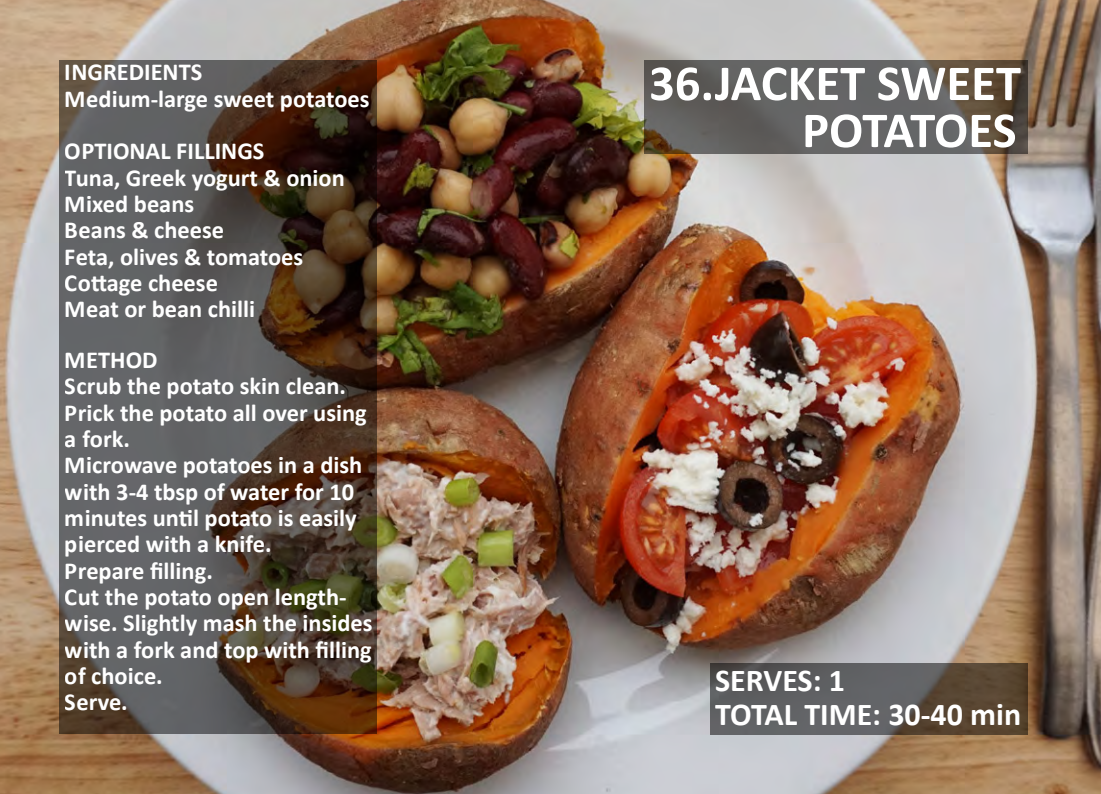 36.JACKET SWEET
POTATOES
INGREDIENTS
Medium-large sweet potatoes
OPTIONAL FILLINGS
Tuna, Greek yogurt & onion
Mixed beans
Beans & cheese
Feta, olives & tomatoes
Cottage cheese
Meat or bean chilli
METHOD
Scrub the potato skin clean.
Prick the potato all over using
a fork.
Microwave potatoes in a dish
with 3-4 tbsp of water for 10
minutes until potato is easily
pierced with a knife.
Prepare filling.
Cut the potato open length-
wise. Slightly mash the insides
with a fork and top with filling
of choice.
Serve.
SERVES: 1
TOTAL TIME: 30-40 min